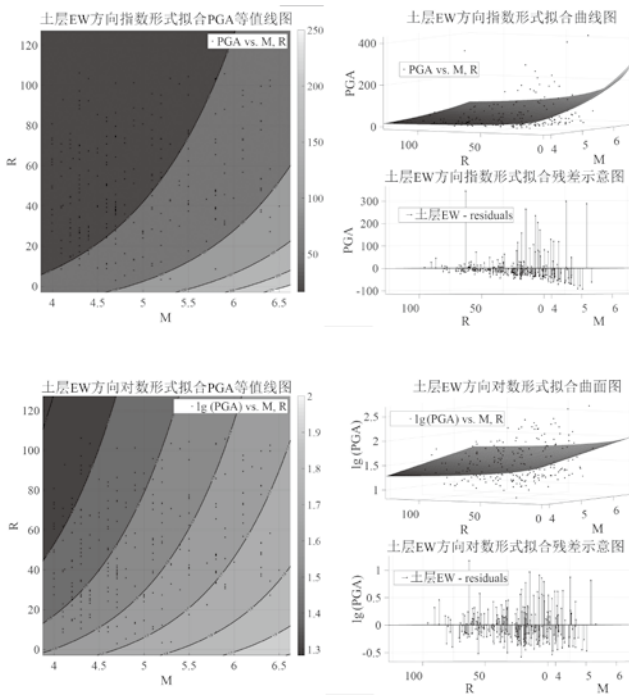 土层EW方向指数形式拟合PGA等值线图
PGA vs. M, R
120
100
80
60
40
20
0
R
4
4.5
5
5.5
6
6.5
M
250
200
150
100
50
土层EW方向指数形式拟合曲线图
PGA vs. M, R
PGA
400
200
0
100
50
0 4
5
6
R
M
土层EW方向指数形式拟合残差示意图
土层EW - residuals
PGA
300
200
100
0
-100
100
50
0 4
5
6
R
M
土层EW方向对数形式拟合PGA等值线图
lg (PGA) vs. M, R
120
100
80
60
40
20
0
R
4
4.5
5
5.5
6
6.5
M
2
1.9
1.8
1.7
1.6
1.5
1.4
1.3
土层EW方向对数形式拟合曲面图
lg(PGA) vs. M, R
lg(PGA)
2.5
2
1.5
1
100
50
0 4
5
6
R
M
土层EW方向对数形式拟合残差示意图
土层EW - residuals
lg(PGA)
1
0.5
0
-0.5
100
50
0 4
5
6
R
M